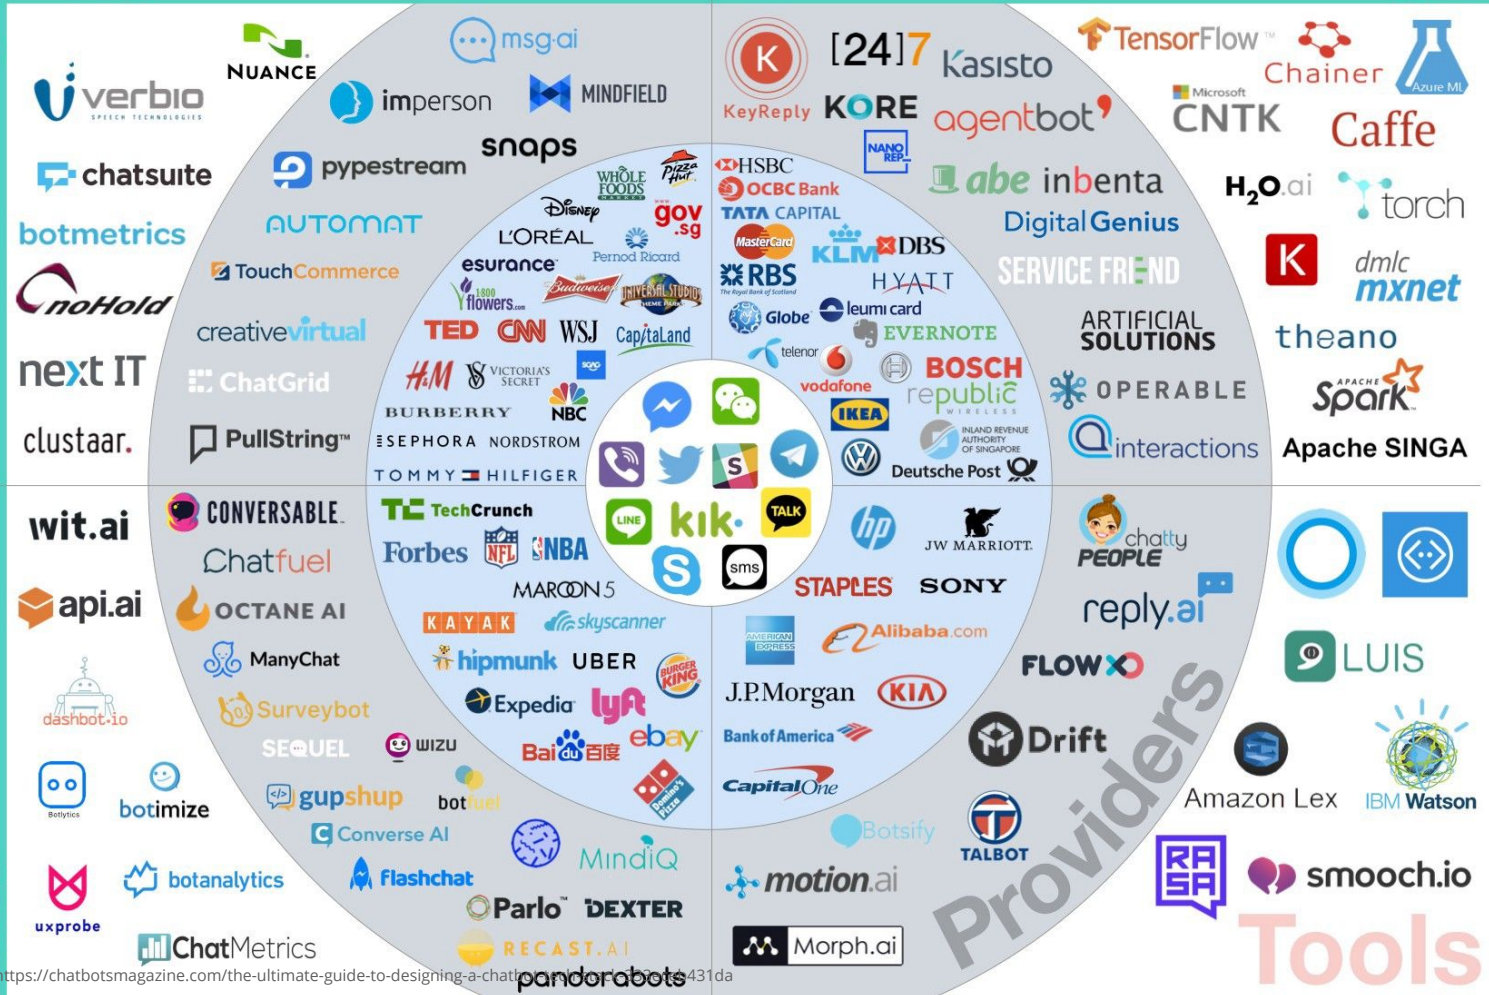 NUANCE
verbio
SPEECH TECHNOLOGIES
chatsuite
botmetrics
noHold
next IT
clustaar.
msg·ai
imperson
MINDFIELD
snaps
pypestream
AUTOMAT
TouchCommerce
creativevirtual
ChatGrid
PullString™
WHOLE
FOODS
MARKET
Pizza
Hut
Disney
gov
.sg
L'ORÉAL
Pernod Ricard
esurance
1·800
flowers.com
Budweiser
UNIVERSAL STUDIOS
TED
CNN
WSJ
CapitaLand
H&M
VICTORIA'S
SECRET
NBC
BURBERRY
SEPHORA
NORDSTROM
TOMMY HILFIGER
K
KeyReply
[24]7
Kasisto
KORE
agentbot
NANO
REP
abe
inbenta
DigitalGenius
SERVICE FRIEND
ARTIFICIAL
SOLUTIONS
OPERABLE
interactions
HSBC
OCBC Bank
TATA CAPITAL
MasterCard
KLM
DBS
RBS
The Royal Bank of Scotland
HYATT
Globe
leumi card
EVERNOTE
telenor
vodafone
BOSCH
republic
WIRELESS
IKEA
INLAND REVENUE
AUTHORITY
OF SINGAPORE
Deutsche Post
TensorFlow™
Chainer
Azure ML
Microsoft
CNTK
Caffe
H2O.ai
torch
K
dmlc
mxnet
theano
APACHE
Spark
Apache SINGA
S
LINE
kik·
TALK
S
sms
wit.ai
api.ai
dashbot·io
Botlytics
botimize
uxprobe
botanalytics
ChatMetrics
CONVERSABLE
Chatfuel
OCTANE AI
ManyChat
Surveybot
SEQUEL
WIZU
gupshup
botfuel
Converse AI
MindiQ
flashchat
Parlo™
DEXTER
RECAST.AI
pandorabots
TC TechCrunch
Forbes
NFL
NBA
MAROON 5
KAYAK
skyscanner
hipmunk
UBER
BURGER
KING
Expedia
lyft
Bai du 百度
ebay
Domino's
Pizza
hp
JW MARRIOTT
STAPLES
SONY
AMERICAN
EXPRESS
Alibaba.com
J.P.Morgan
KIA
Bank of America
CapitalOne
chatty
PEOPLE
reply.ai
FLOW XO
Drift
Botsify
TALBOT
motion.ai
Morph.ai
Providers
LUIS
Amazon Lex
IBM Watson
RA
SA
smooch.io
Tools